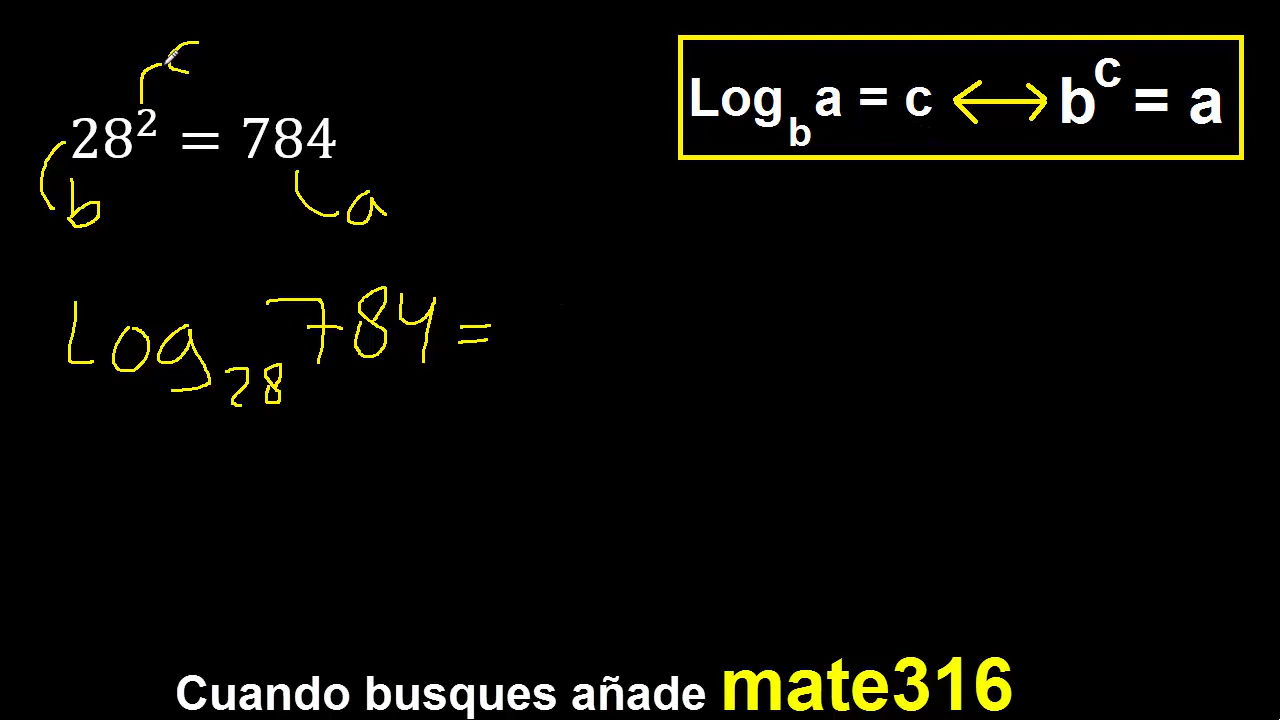 c
28² = 784
b a
Log₂₈ 784 =
Log_b a = c ⟷ b^c = a
Cuando busques añade mate316